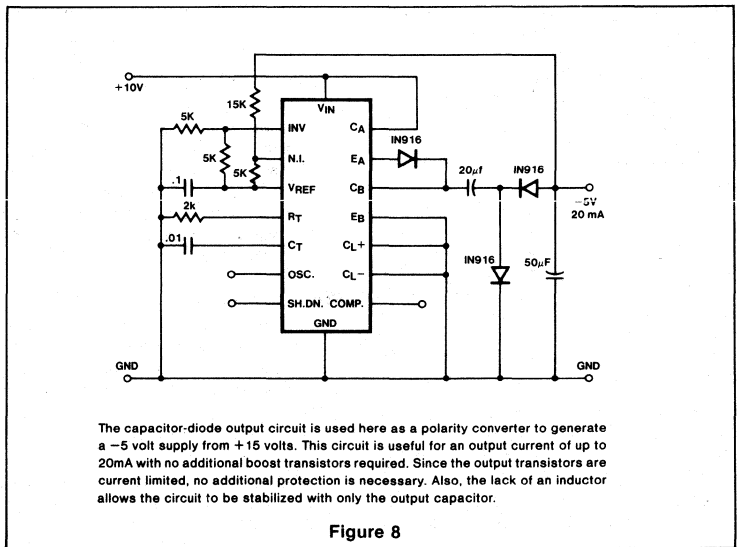 +10V
15K
VIN
CA
5K
INV
IN916
EA
5K
N.I.
5K
20µf
IN916
CB
.1
VREF
−5V
20 mA
2k
RT
EB
.01
CT
CL+
IN916
50µF
OSC.
CL−
SH.DN.
COMP.
GND
GND
GND
The capacitor-diode output circuit is used here as a polarity converter to generate
a −5 volt supply from +15 volts. This circuit is useful for an output current of up to
20mA with no additional boost transistors required. Since the output transistors are
current limited, no additional protection is necessary. Also, the lack of an inductor
allows the circuit to be stabilized with only the output capacitor.
Figure 8